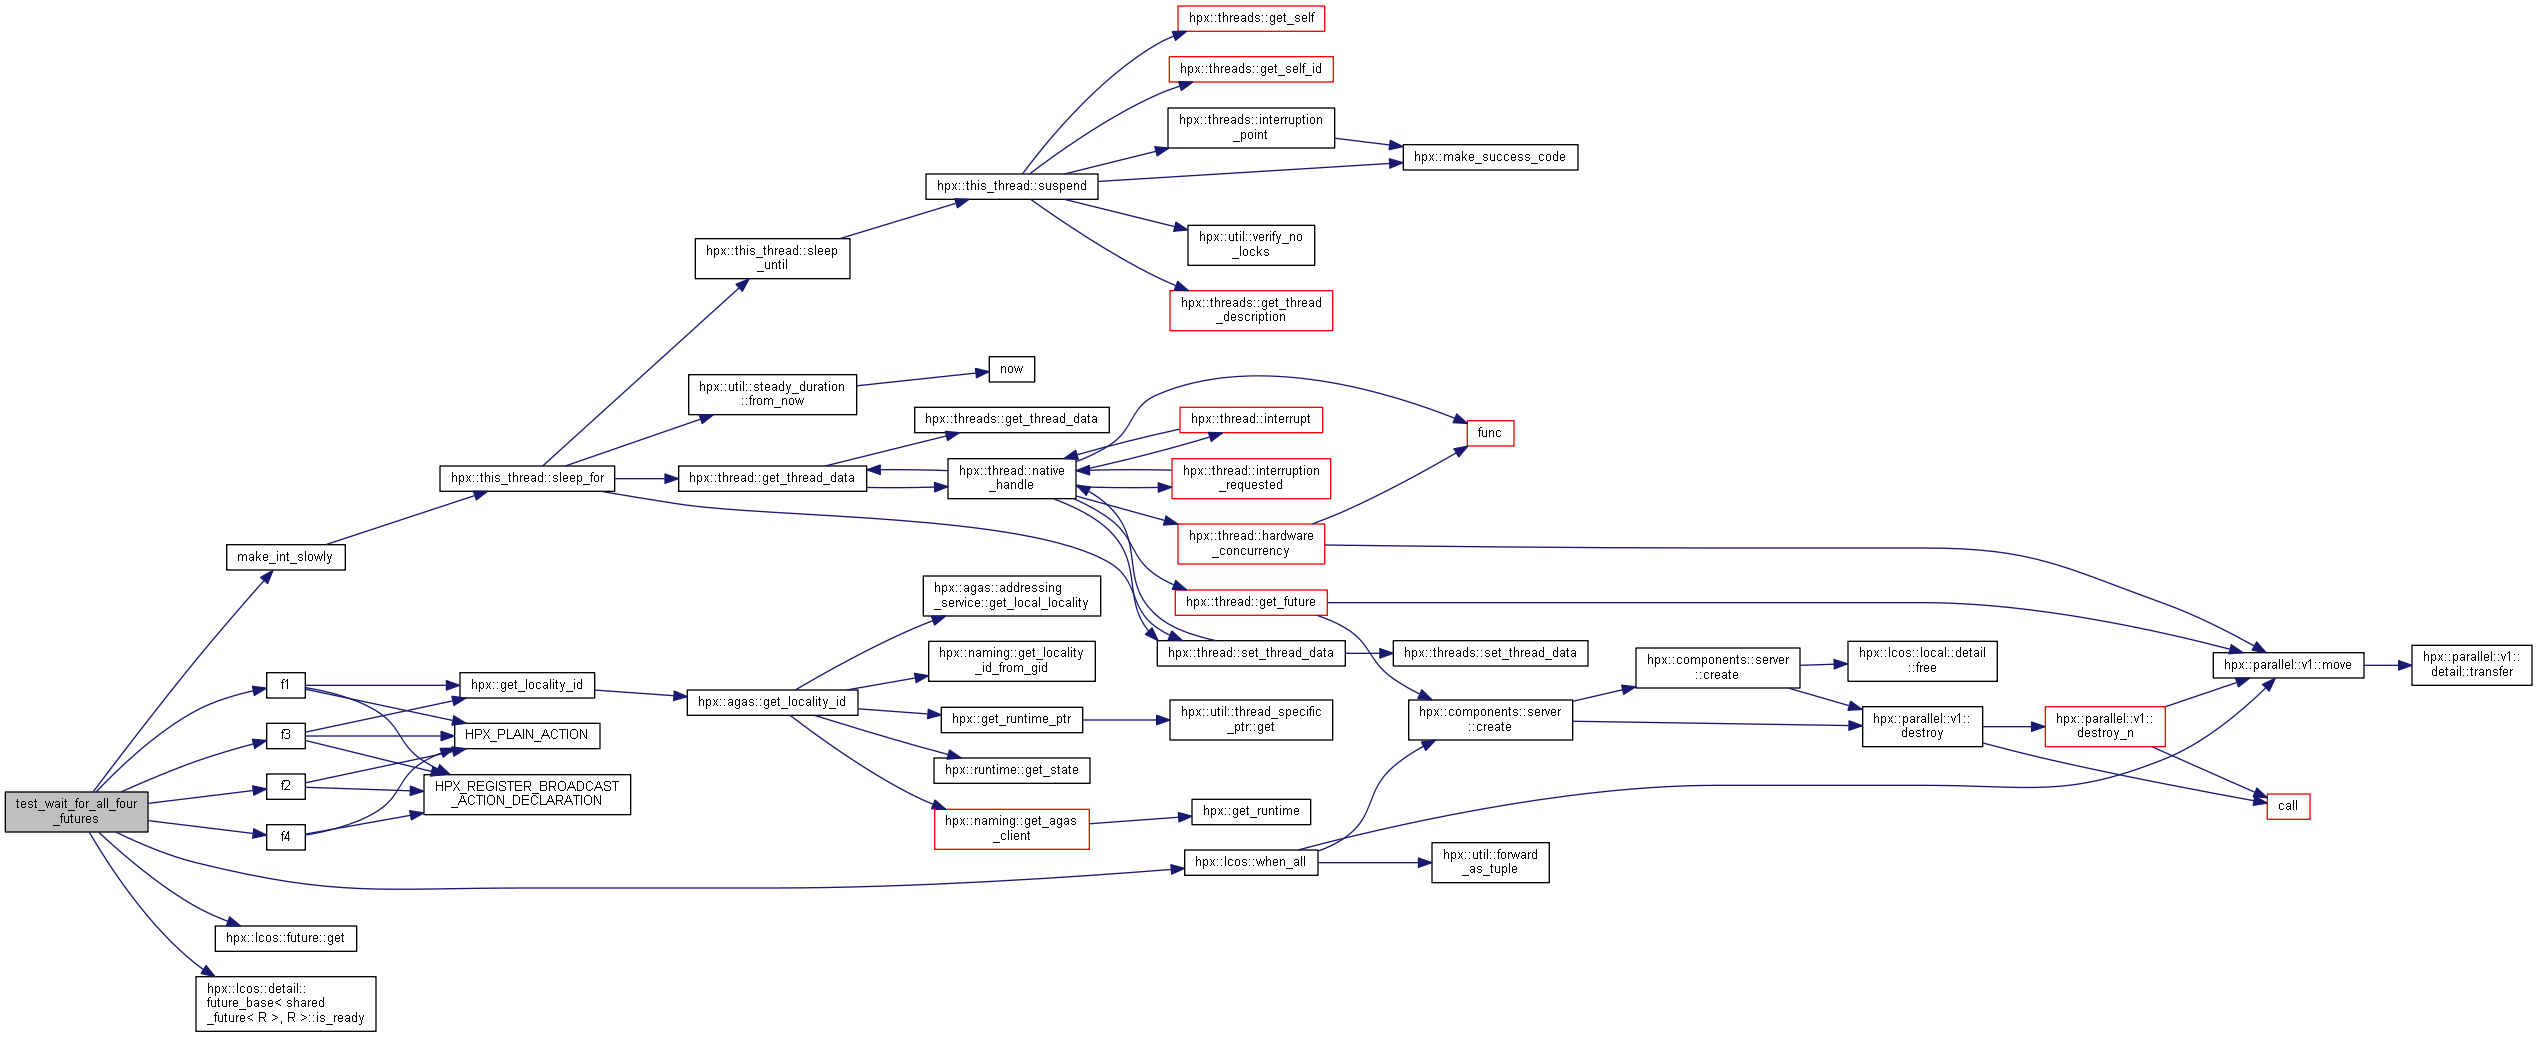 hpx::threads::get_self
hpx::threads::get_self_id
hpx::threads::interruption
_point
hpx::make_success_code
hpx::this_thread::suspend
hpx::util::verify_no
_locks
hpx::this_thread::sleep
_until
hpx::threads::get_thread
_description
now
hpx::util::steady_duration
::from_now
hpx::threads::get_thread_data
hpx::thread::interrupt
func
hpx::this_thread::sleep_for
hpx::thread::get_thread_data
hpx::thread::native
_handle
hpx::thread::interruption
_requested
hpx::thread::hardware
_concurrency
make_int_slowly
hpx::agas::addressing
_service::get_local_locality
hpx::thread::get_future
hpx::naming::get_locality
_id_from_gid
hpx::thread::set_thread_data
hpx::threads::set_thread_data
hpx::components::server
::create
hpx::lcos::local::detail
::free
hpx::parallel::v1::move
hpx::parallel::v1::
detail::transfer
f1
hpx::get_locality_id
hpx::agas::get_locality_id
hpx::get_runtime_ptr
hpx::util::thread_specific
_ptr::get
hpx::components::server
::create
hpx::parallel::v1::
destroy
hpx::parallel::v1::
destroy_n
f3
HPX_PLAIN_ACTION
hpx::runtime::get_state
f2
HPX_REGISTER_BROADCAST
_ACTION_DECLARATION
test_wait_for_all_four
_futures
call
hpx::naming::get_agas
_client
hpx::get_runtime
f4
hpx::lcos::when_all
hpx::util::forward
_as_tuple
hpx::lcos::future::get
hpx::lcos::detail::
future_base< shared
_future< R >, R >::is_ready